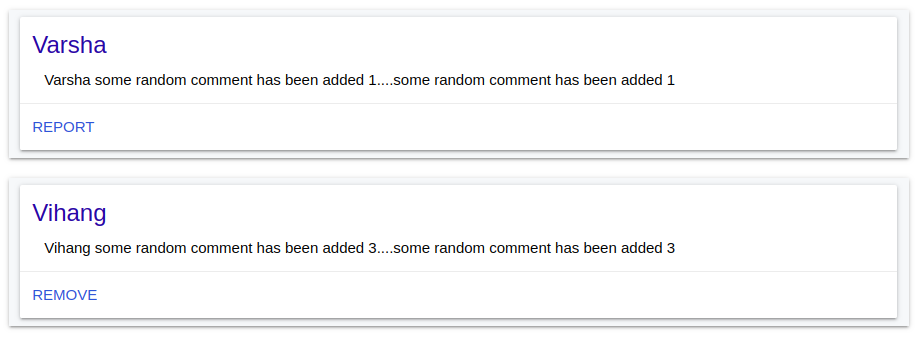 Varsha
Varsha some random comment has been added 1....some random comment has been added 1
REPORT
Vihang
Vihang some random comment has been added 3....some random comment has been added 3
REMOVE